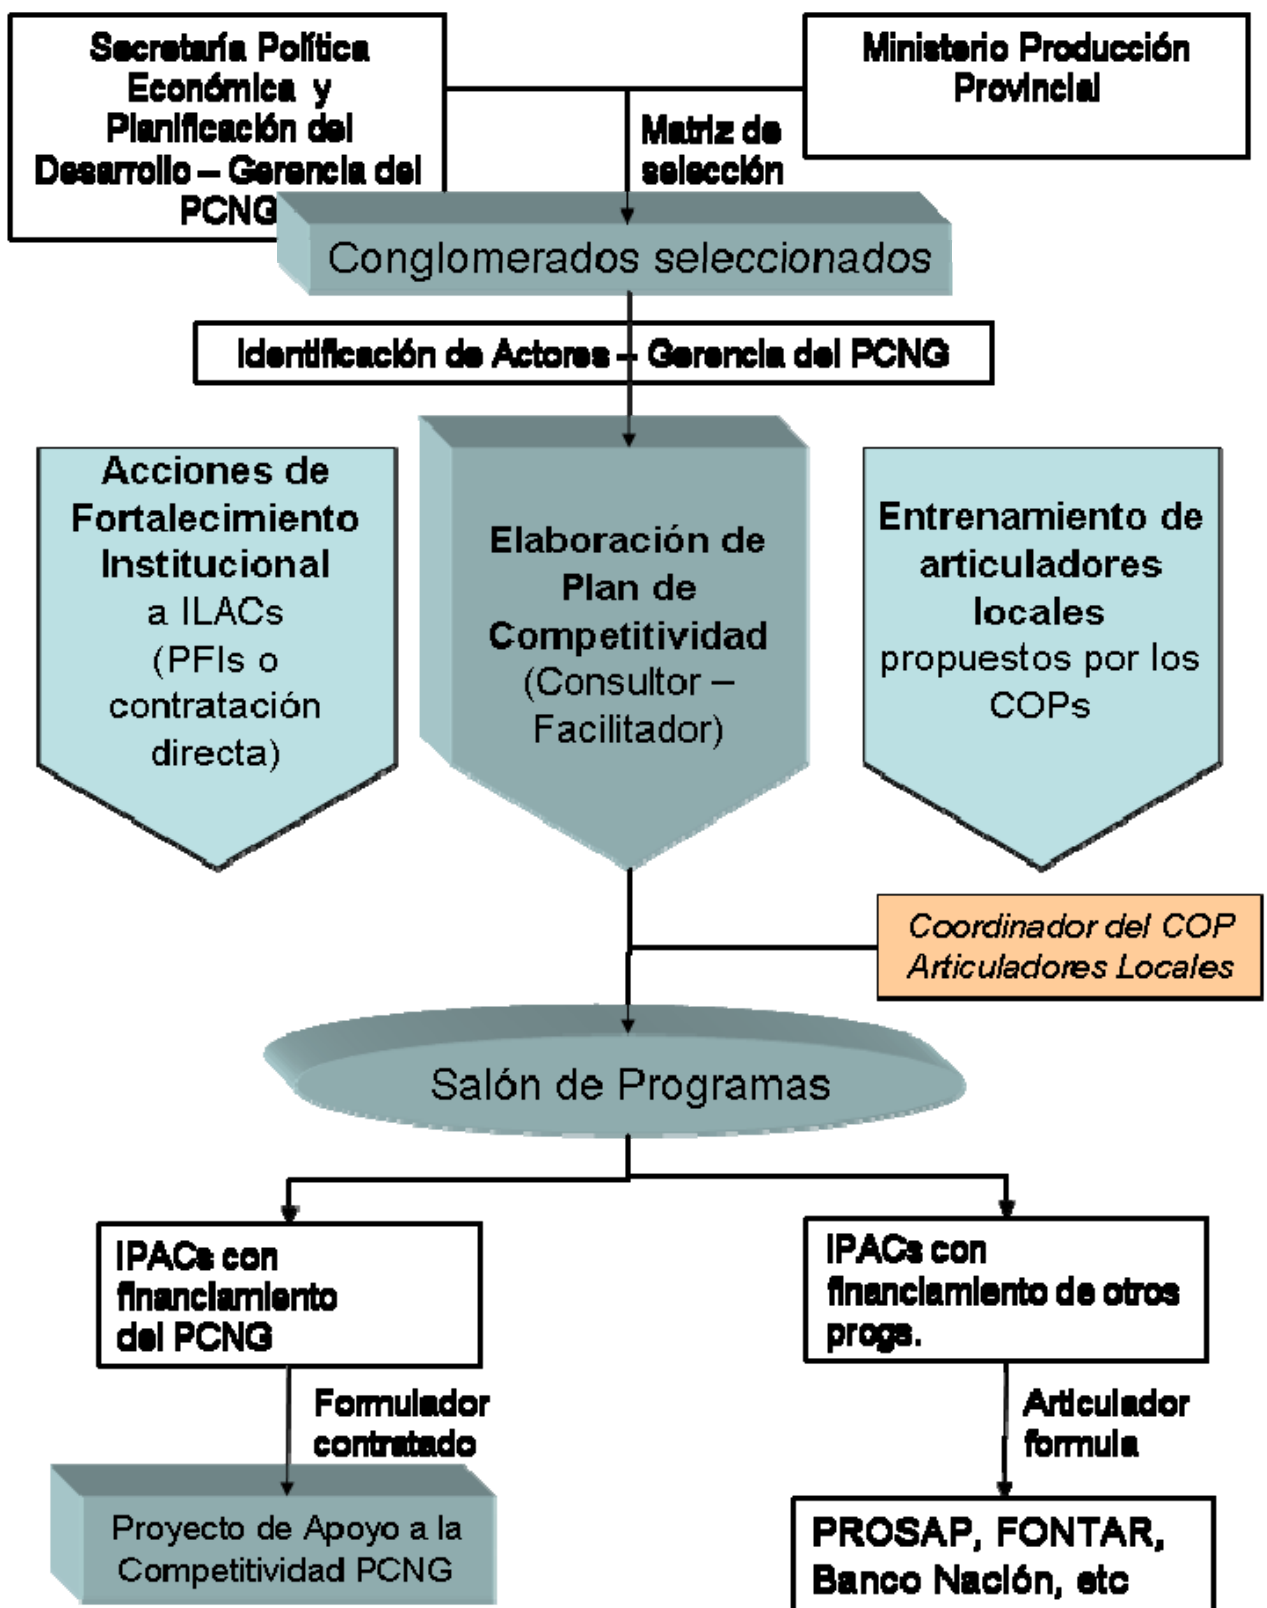 Secretaría Política
Económica y
Planificación del
Desarrollo – Gerencia del
PCNG
Ministerio Producción
Provincial
Matriz de
selección
Conglomerados seleccionados
Identificación de Actores – Gerencia del PCNG
Acciones de
Fortalecimiento
Institucional
a ILACs
(PFIs o
contratación
directa)
Elaboración de
Plan de
Competitividad
(Consultor –
Facilitador)
Entrenamiento de
articuladores
locales
propuestos por los
COPs
Coordinador del COP
Articuladores Locales
Salón de Programas
IPACs con
financiamiento
del PCNG
IPACs con
financiamiento de otros
progs.
Formulador
contratado
Articulador
formula
Proyecto de Apoyo a la
Competitividad PCNG
PROSAP, FONTAR,
Banco Nación, etc